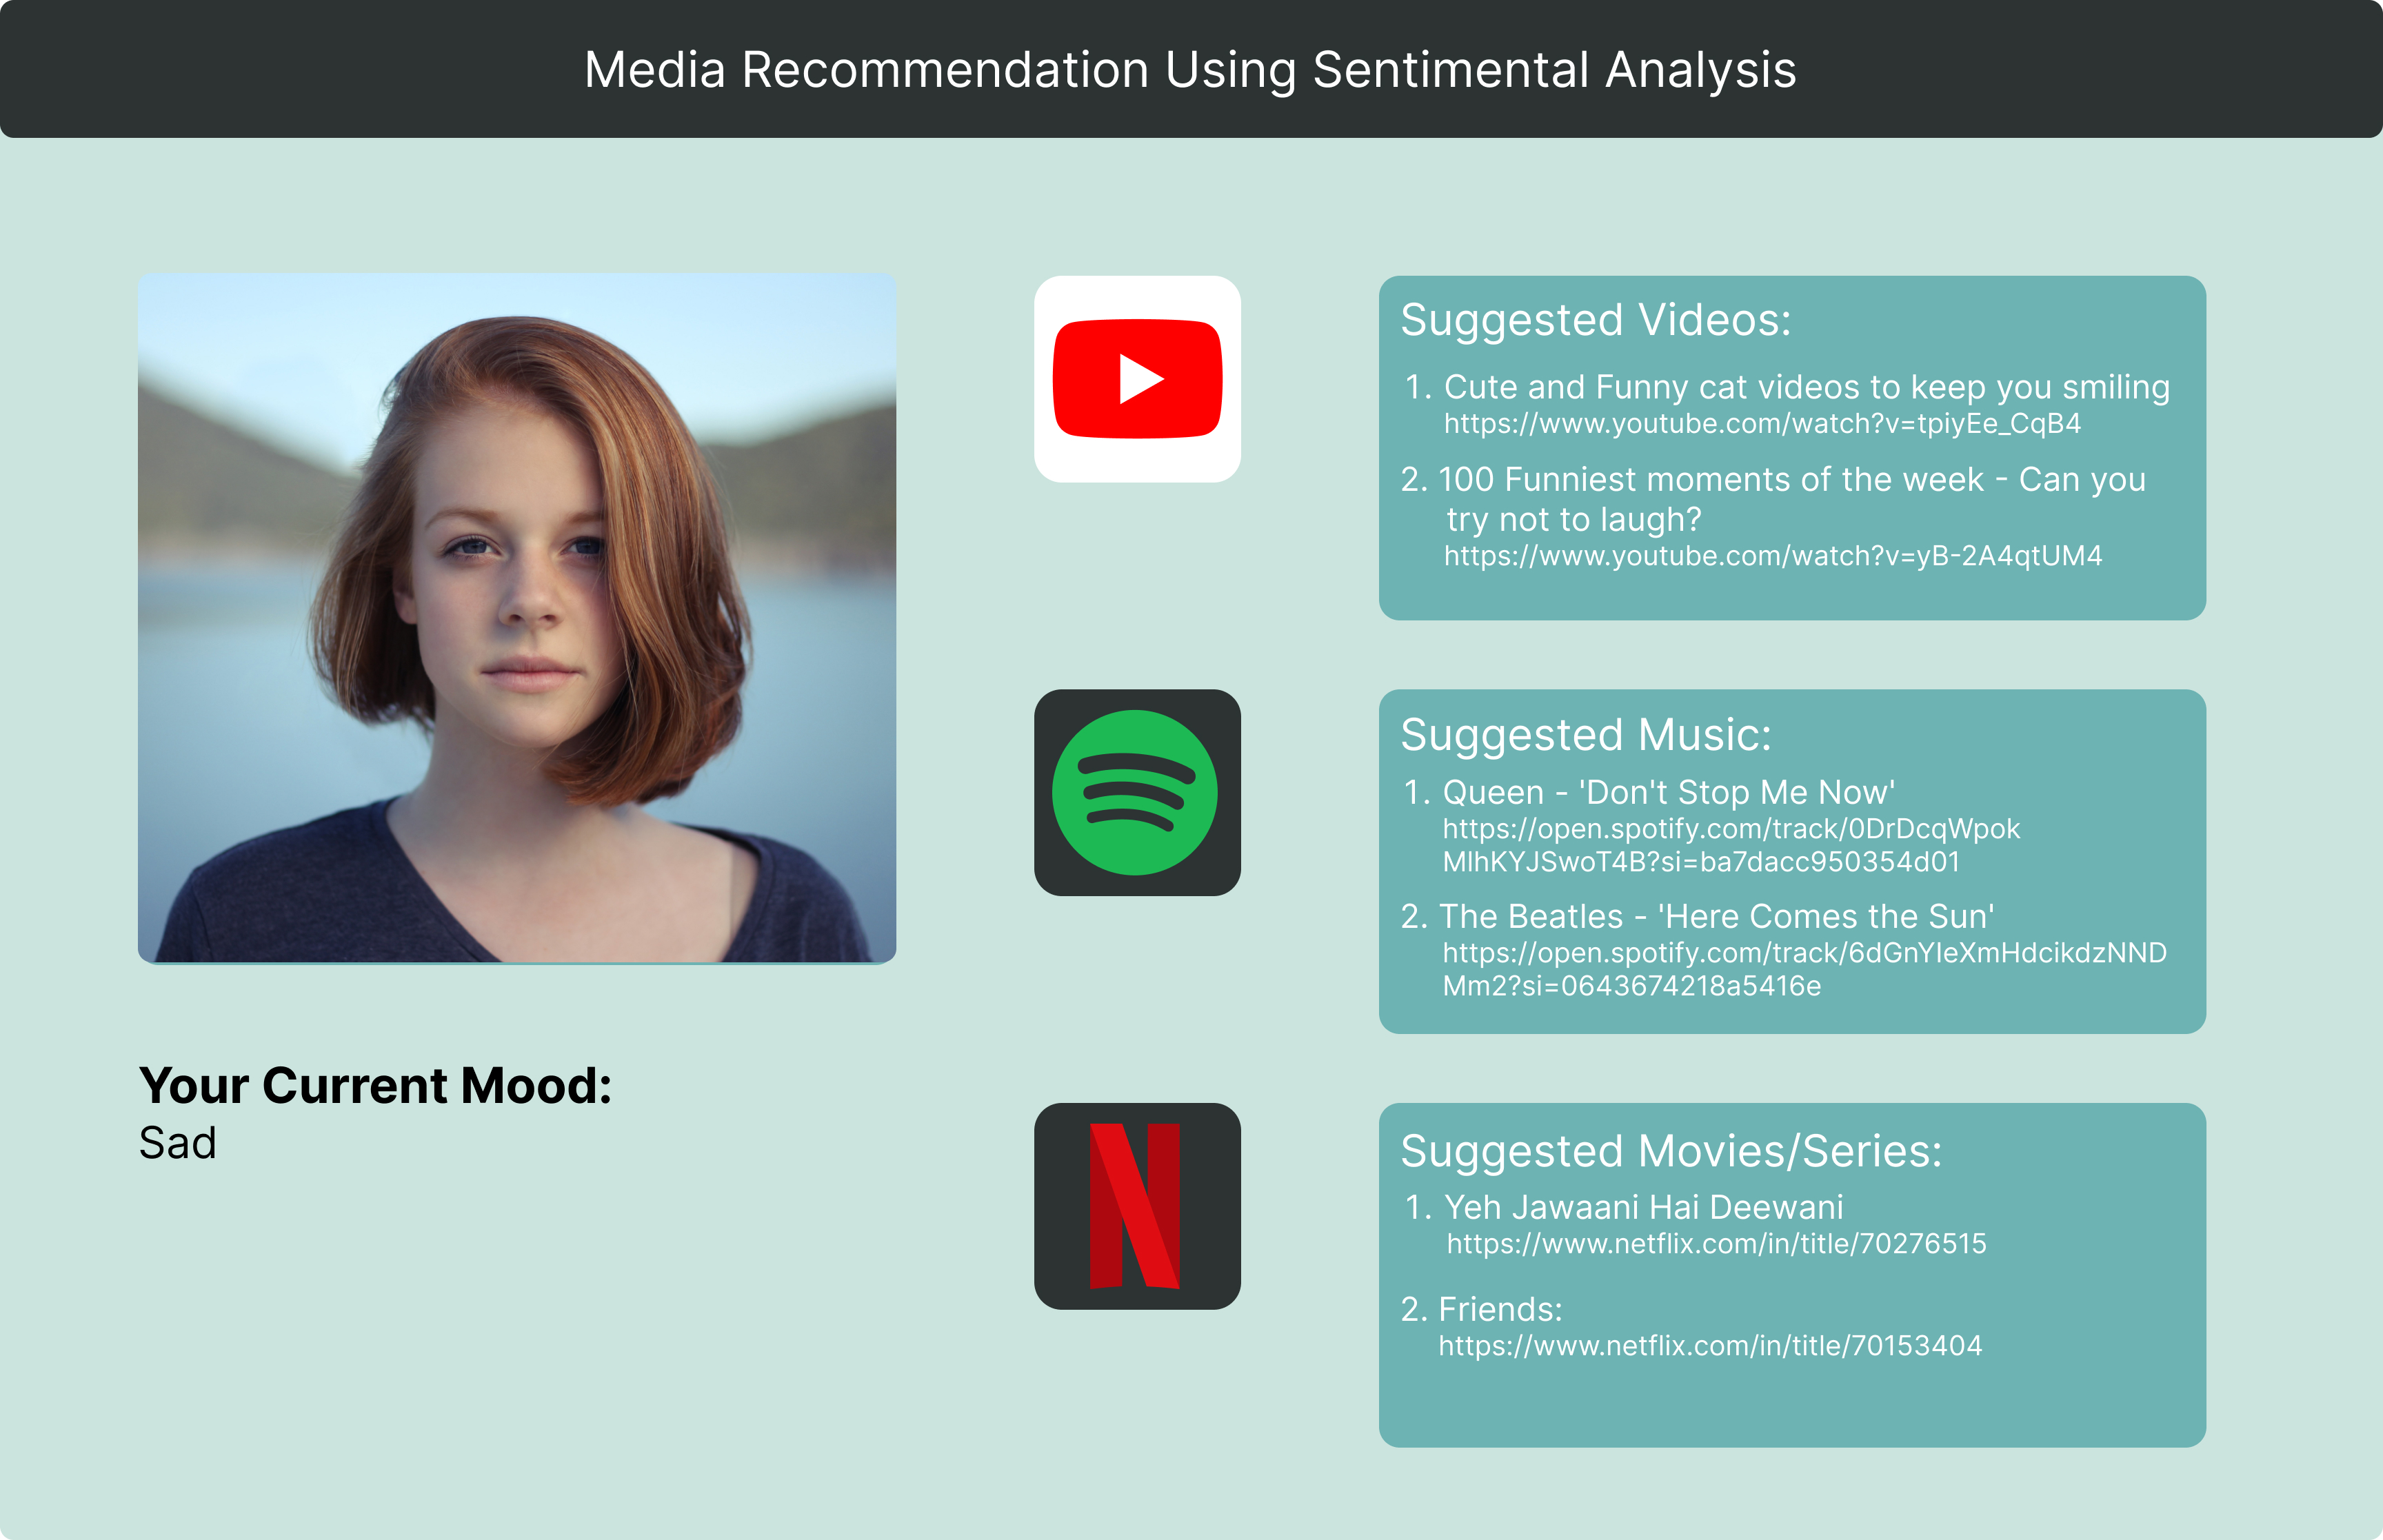 Media Recommendation Using Sentimental Analysis
Your Current Mood:
Sad
Suggested Videos:
1. Cute and Funny cat videos to keep you smiling
https://www.youtube.com/watch?v=tpiyEe_CqB4
2. 100 Funniest moments of the week - Can you
try not to laugh?
https://www.youtube.com/watch?v=yB-2A4qtUM4
Suggested Music:
1. Queen - 'Don't Stop Me Now'
https://open.spotify.com/track/0DrDcqWpok
MlhKYJSwoT4B?si=ba7dacc950354d01
2. The Beatles - 'Here Comes the Sun'
https://open.spotify.com/track/6dGnYIeXmHdcikdzNND
Mm2?si=0643674218a5416e
Suggested Movies/Series:
1. Yeh Jawaani Hai Deewani
https://www.netflix.com/in/title/70276515
2. Friends:
https://www.netflix.com/in/title/70153404